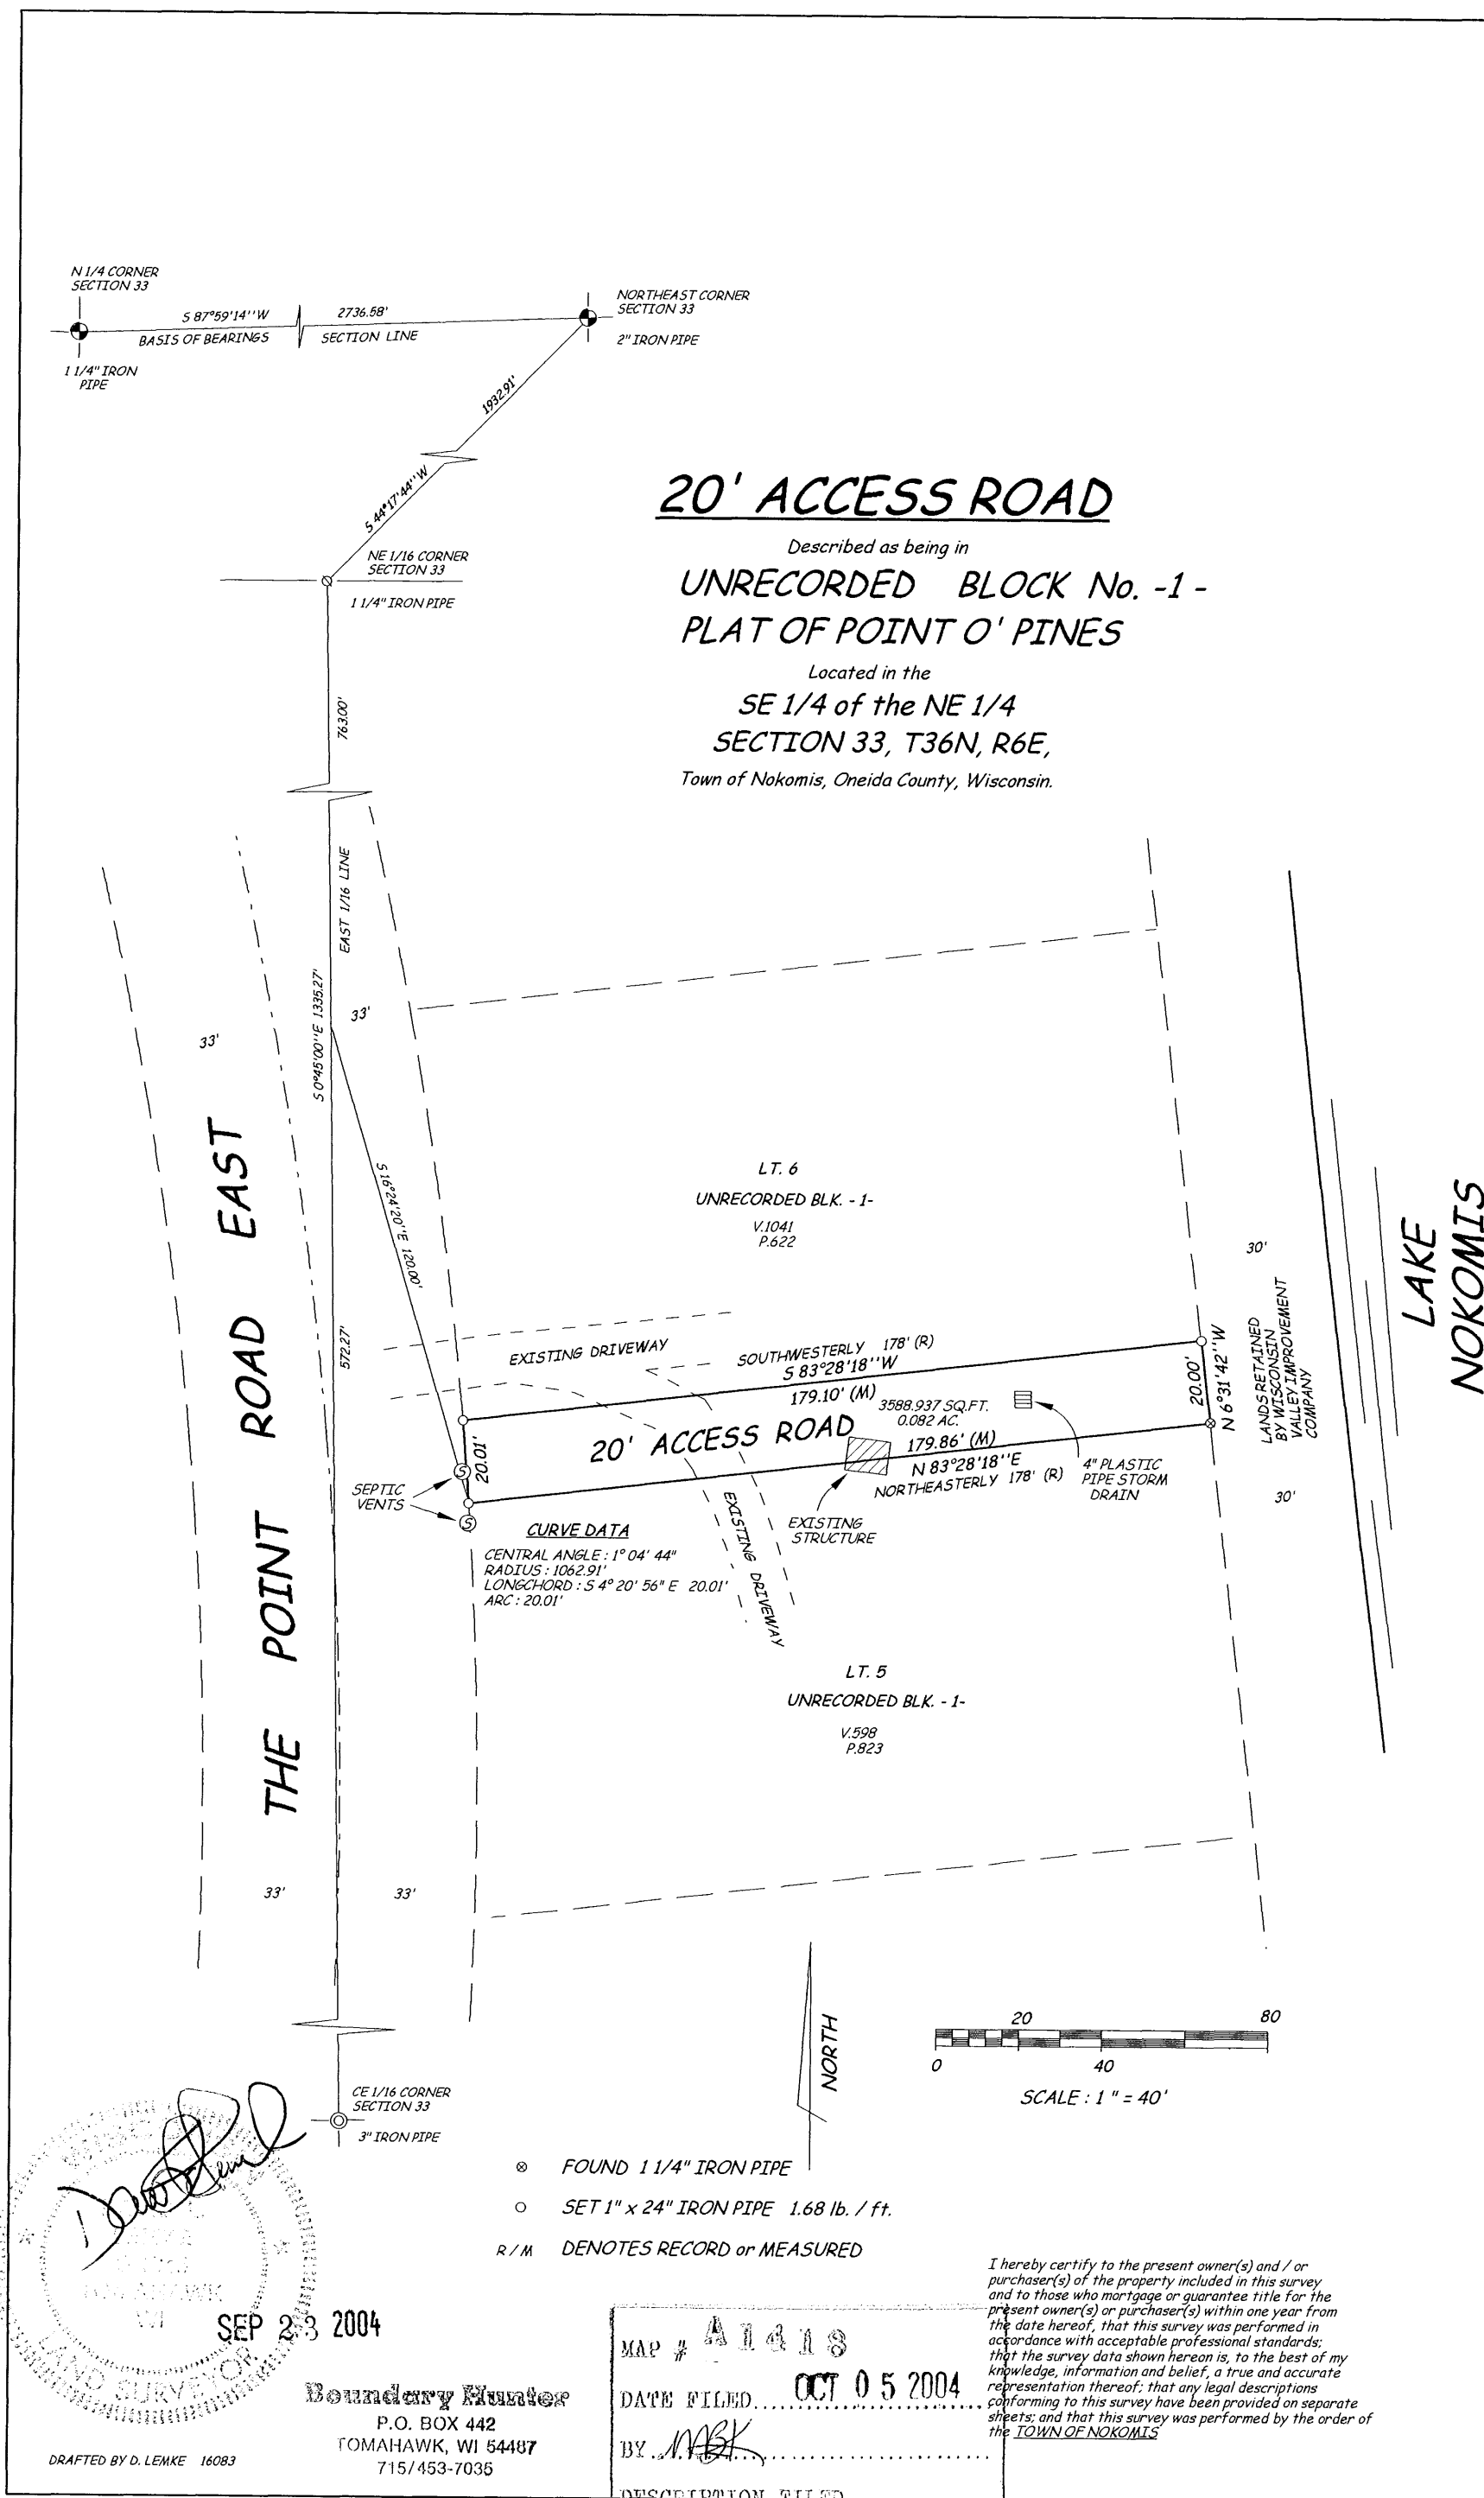 N 1/4 CORNER
SECTION 33
S 87°59'14''W
2736.58'
BASIS OF BEARINGS
SECTION LINE
1 1/4" IRON
PIPE
NORTHEAST CORNER
SECTION 33
2" IRON PIPE
1932.91'
S 44°17'44''W
NE 1/16 CORNER
SECTION 33
1 1/4" IRON PIPE
20' ACCESS ROAD
Described as being in
UNRECORDED BLOCK No. -1 -
PLAT OF POINT O' PINES
Located in the
SE 1/4 of the NE 1/4
SECTION 33, T36N, R6E,
Town of Nokomis, Oneida County, Wisconsin.
763.00'
EAST 1/16 LINE
S 0°45'00''E 1335.27'
33'
33'
S 16°24'20''E 120.00'
572.27'
THE POINT ROAD EAST
LT. 6
UNRECORDED BLK. - 1-
V.1041
P.622
30'
LAKE
NOKOMIS
LANDS RETAINED
BY WISCONSIN
VALLEY IMPROVEMENT
COMPANY
30'
EXISTING DRIVEWAY
SOUTHWESTERLY 178' (R)
S 83°28'18''W
179.10' (M)
3588.937 SQ.FT.
0.082 AC.
20.00'
N 6°31'42''W
20' ACCESS ROAD
179.86' (M)
N 83°28'18''E
NORTHEASTERLY 178' (R)
20.01'
SEPTIC
VENTS
S
S
4" PLASTIC
PIPE STORM
DRAIN
EXISTING
STRUCTURE
EXISTING DRIVEWAY
CURVE DATA
CENTRAL ANGLE : 1° 04' 44"
RADIUS : 1062.91'
LONGCHORD : S 4° 20' 56" E 20.01'
ARC : 20.01'
LT. 5
UNRECORDED BLK. - 1-
V.598
P.823
33'
33'
NORTH
20
80
0
40
SCALE : 1 " = 40'
CE 1/16 CORNER
SECTION 33
3" IRON PIPE
FOUND 1 1/4" IRON PIPE
SET 1" x 24" IRON PIPE 1.68 lb. / ft.
R / M DENOTES RECORD or MEASURED
I hereby certify to the present owner(s) and / or
purchaser(s) of the property included in this survey
and to those who mortgage or guarantee title for the
present owner(s) or purchaser(s) within one year from
the date hereof, that this survey was performed in
accordance with acceptable professional standards;
that the survey data shown hereon is, to the best of my
knowledge, information and belief, a true and accurate
representation thereof; that any legal descriptions
conforming to this survey have been provided on separate
sheets; and that this survey was performed by the order of
the TOWN OF NOKOMIS
WI
LAND SURVEYOR
SEP 23 2004
Boundary Hunter
P.O. BOX 442
TOMAHAWK, WI 54487
715/453-7035
DRAFTED BY D. LEMKE 16083
MAP # A1418
DATE FILED OCT 05 2004
BY
DESCRIPTION FILED